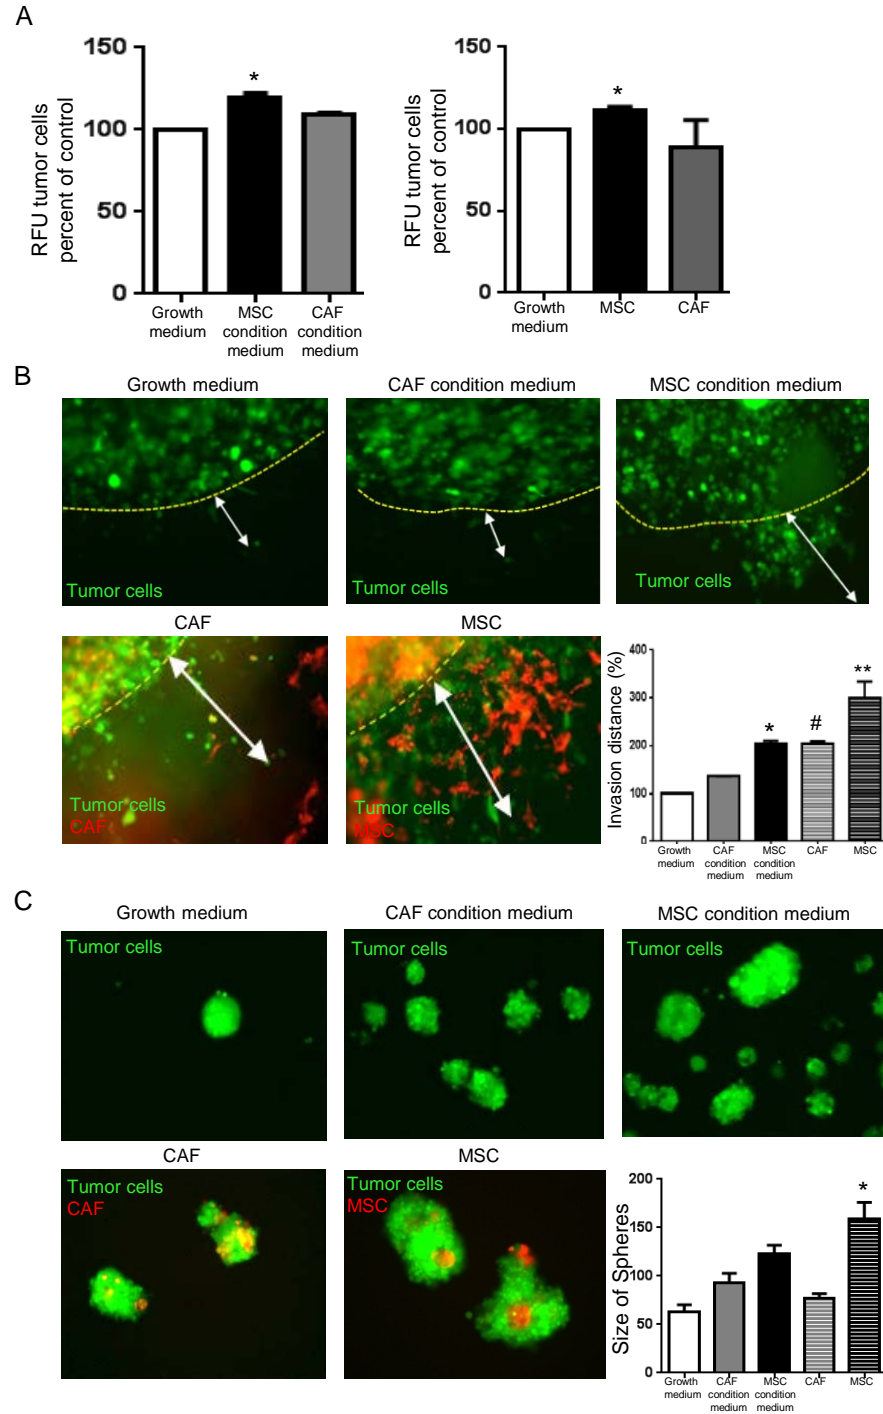 A
150
100
50
0
RFU tumor cells
percent of control
*
Growth
medium
MSC
condition
medium
CAF
condition
medium
150
100
50
0
RFU tumor cells
percent of control
*
Growth
medium
MSC
CAF
B
Growth medium
CAF condition medium
MSC condition medium
Tumor cells
Tumor cells
Tumor cells
CAF
MSC
Tumor cells
CAF
Tumor cells
MSC
400
300
200
100
0
Invasion distance (%)
*
#
**
Growth
medium
CAF
condition
medium
MSC
condition
medium
CAF
MSC
C
Growth medium
CAF condition medium
MSC condition medium
Tumor cells
Tumor cells
Tumor cells
CAF
MSC
Tumor cells
CAF
Tumor cells
MSC
200
150
100
50
0
Size of Spheres
*
Growth
medium
CAF
condition
medium
MSC
condition
medium
CAF
MSC